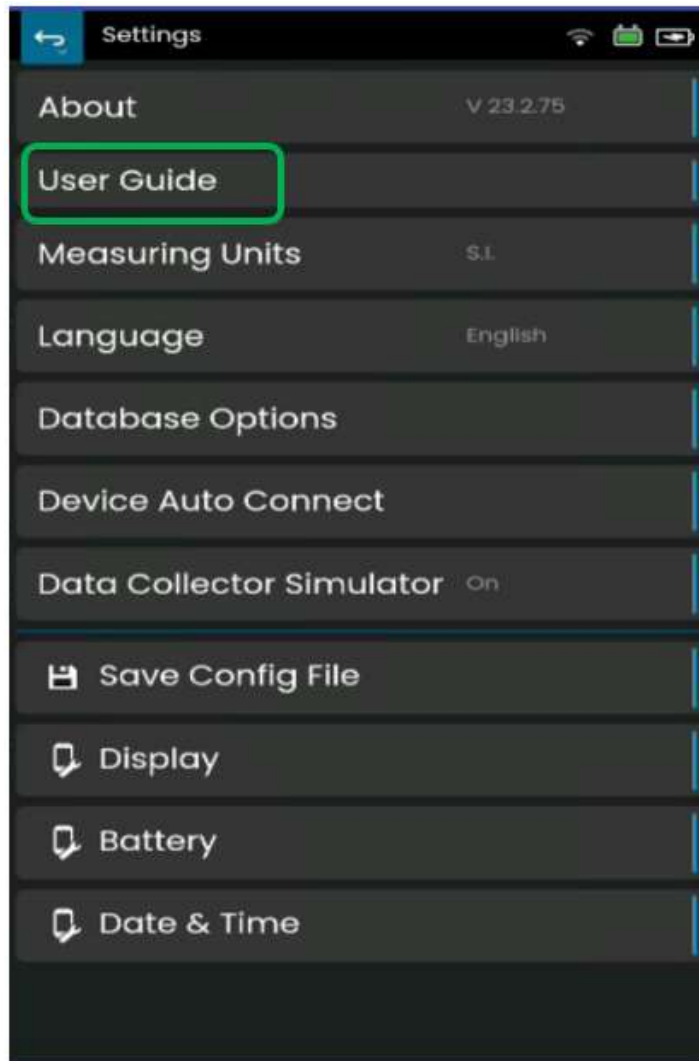 Settings
About V 23.2.75
User Guide
Measuring Units S.I.
Language English
Database Options
Device Auto Connect
Data Collector Simulator On
Save Config File
Display
Battery
Date & Time